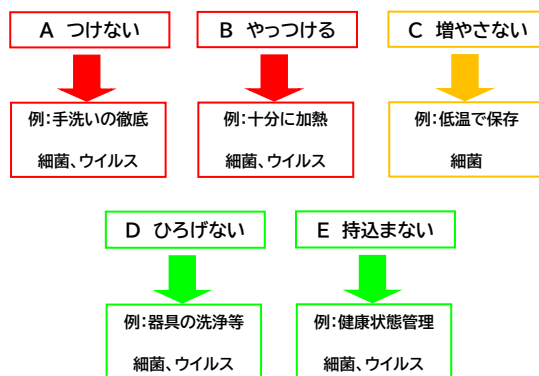 A つけない
B やっつける
C 増やさない
例:手洗いの徹底
細菌、ウイルス
例:十分に加熱
細菌、ウイルス
例:低温で保存
細菌
D ひろげない
E 持込まない
例:器具の洗浄等
細菌、ウイルス
例:健康状態管理
細菌、ウイルス